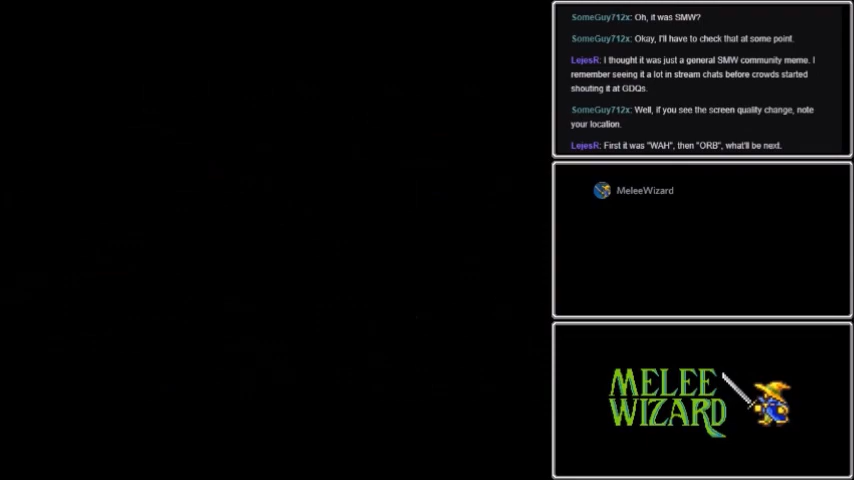 SomeGuy712x: Oh, it was SMW?
SomeGuy712x: Okay, I'll have to check that at some point.
LejesR: I thought it was just a general SMW community meme. I
remember seeing it a lot in stream chats before crowds started
shouting it at GDQs.
SomeGuy712x: Well, if you see the screen quality change, note
your location.
LejesR: First it was "WAH", then "ORB", what'll be next.
MeleeWizard
MELEE
WIZARD